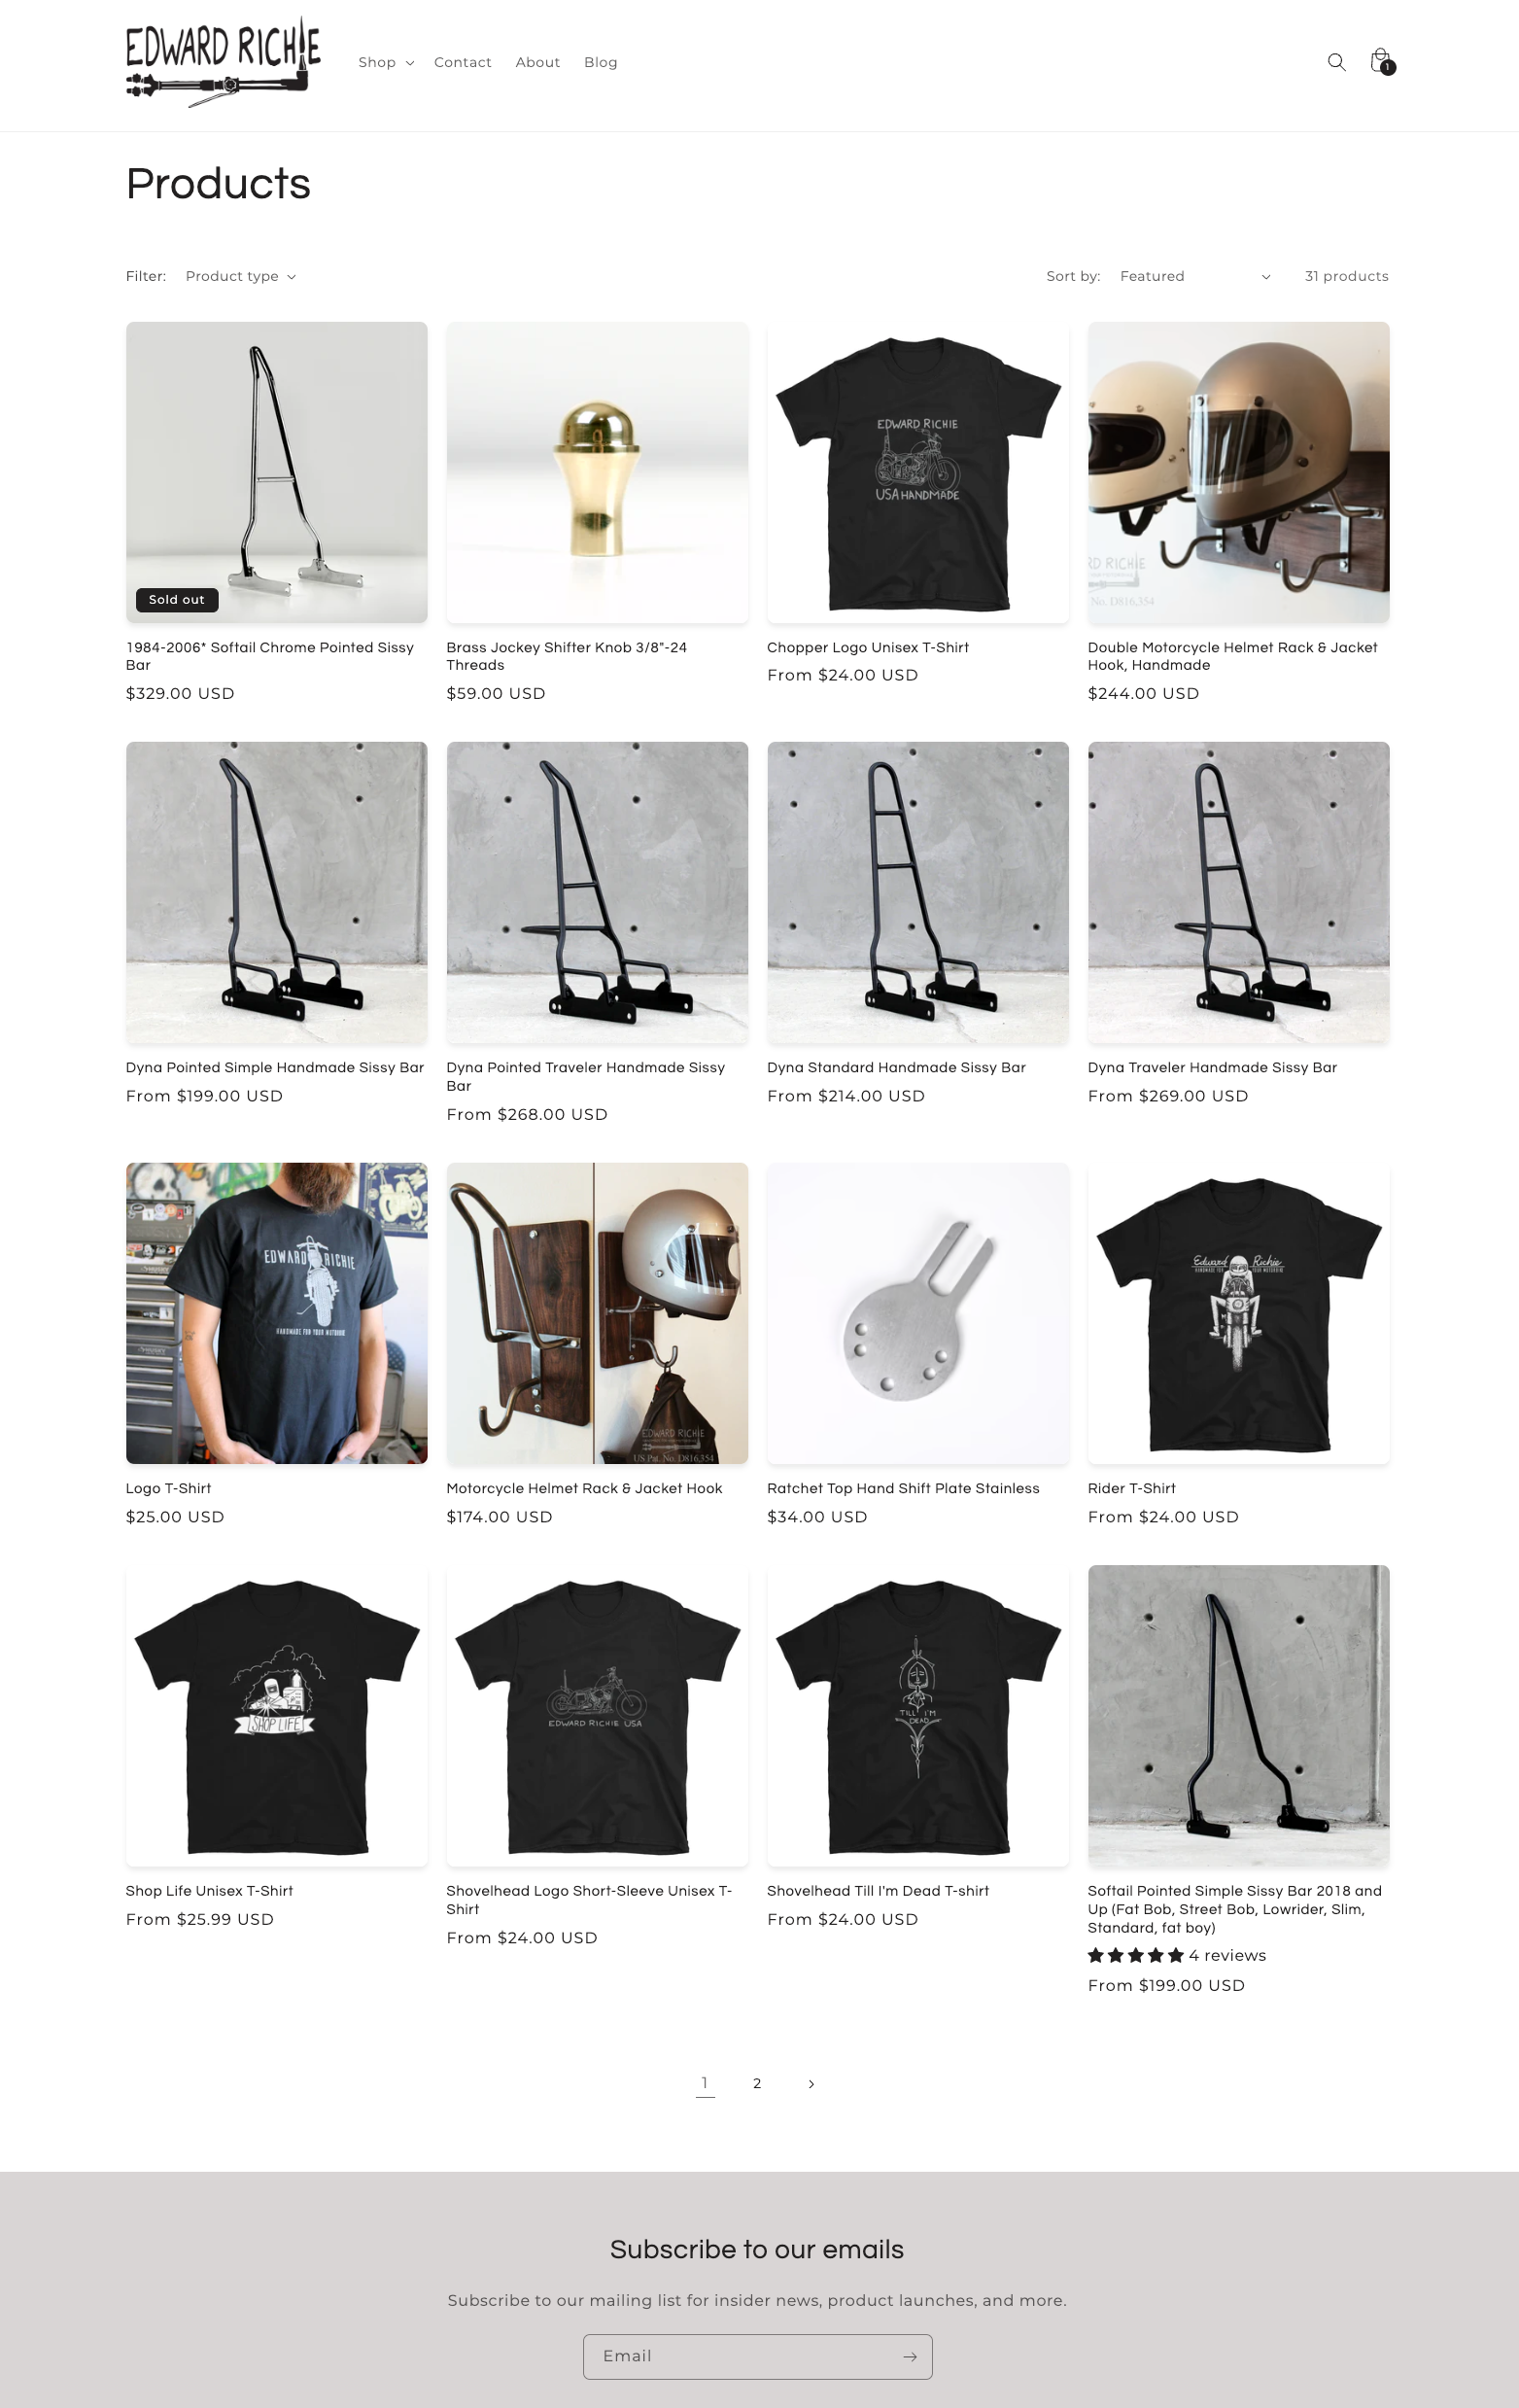 EDWARD RICHIE
Shop
Contact
About
Blog
1
Products
Filter:
Product type
Sort by:
Featured
31 products
Sold out
EDWARD RICHIE
USA HANDMADE
No. D816,354
1984-2006* Softail Chrome Pointed Sissy
Bar
$329.00 USD
Brass Jockey Shifter Knob 3/8"-24
Threads
$59.00 USD
Chopper Logo Unisex T-Shirt
From $24.00 USD
Double Motorcycle Helmet Rack & Jacket
Hook, Handmade
$244.00 USD
Dyna Pointed Simple Handmade Sissy Bar
From $199.00 USD
Dyna Pointed Traveler Handmade Sissy
Bar
From $268.00 USD
Dyna Standard Handmade Sissy Bar
From $214.00 USD
Dyna Traveler Handmade Sissy Bar
From $269.00 USD
EDWARD RICHIE
HANDMADE FOR YOUR MOTORBIKE
EDWARD RICHIE
US Pat. No. D816,354
Edward Richie
HANDMADE FOR YOUR MOTORBIKE
Logo T-Shirt
$25.00 USD
Motorcycle Helmet Rack & Jacket Hook
$174.00 USD
Ratchet Top Hand Shift Plate Stainless
$34.00 USD
Rider T-Shirt
From $24.00 USD
SHOP LIFE
EDWARD RICHIE USA
TILL I'M
DEAD
Shop Life Unisex T-Shirt
From $25.99 USD
Shovelhead Logo Short-Sleeve Unisex T-
Shirt
From $24.00 USD
Shovelhead Till I'm Dead T-shirt
From $24.00 USD
Softail Pointed Simple Sissy Bar 2018 and
Up (Fat Bob, Street Bob, Lowrider, Slim,
Standard, fat boy)
4 reviews
From $199.00 USD
1
2
Subscribe to our emails
Subscribe to our mailing list for insider news, product launches, and more.
Email